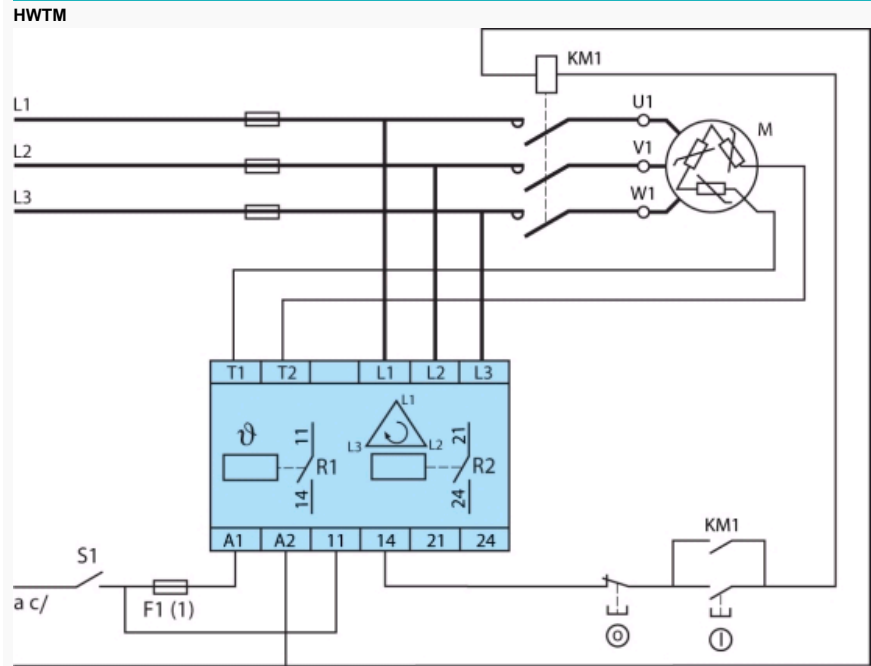 HWTM
KM1
L1
U1
M
L2
V1
L3
W1
T1 T2 L1 L2 L3
ϑ
11
R1
14
L1
L3
L2
21
R2
24
A1 A2 11 14 21 24
S1
KM1
a c/
F1 (1)
O
I